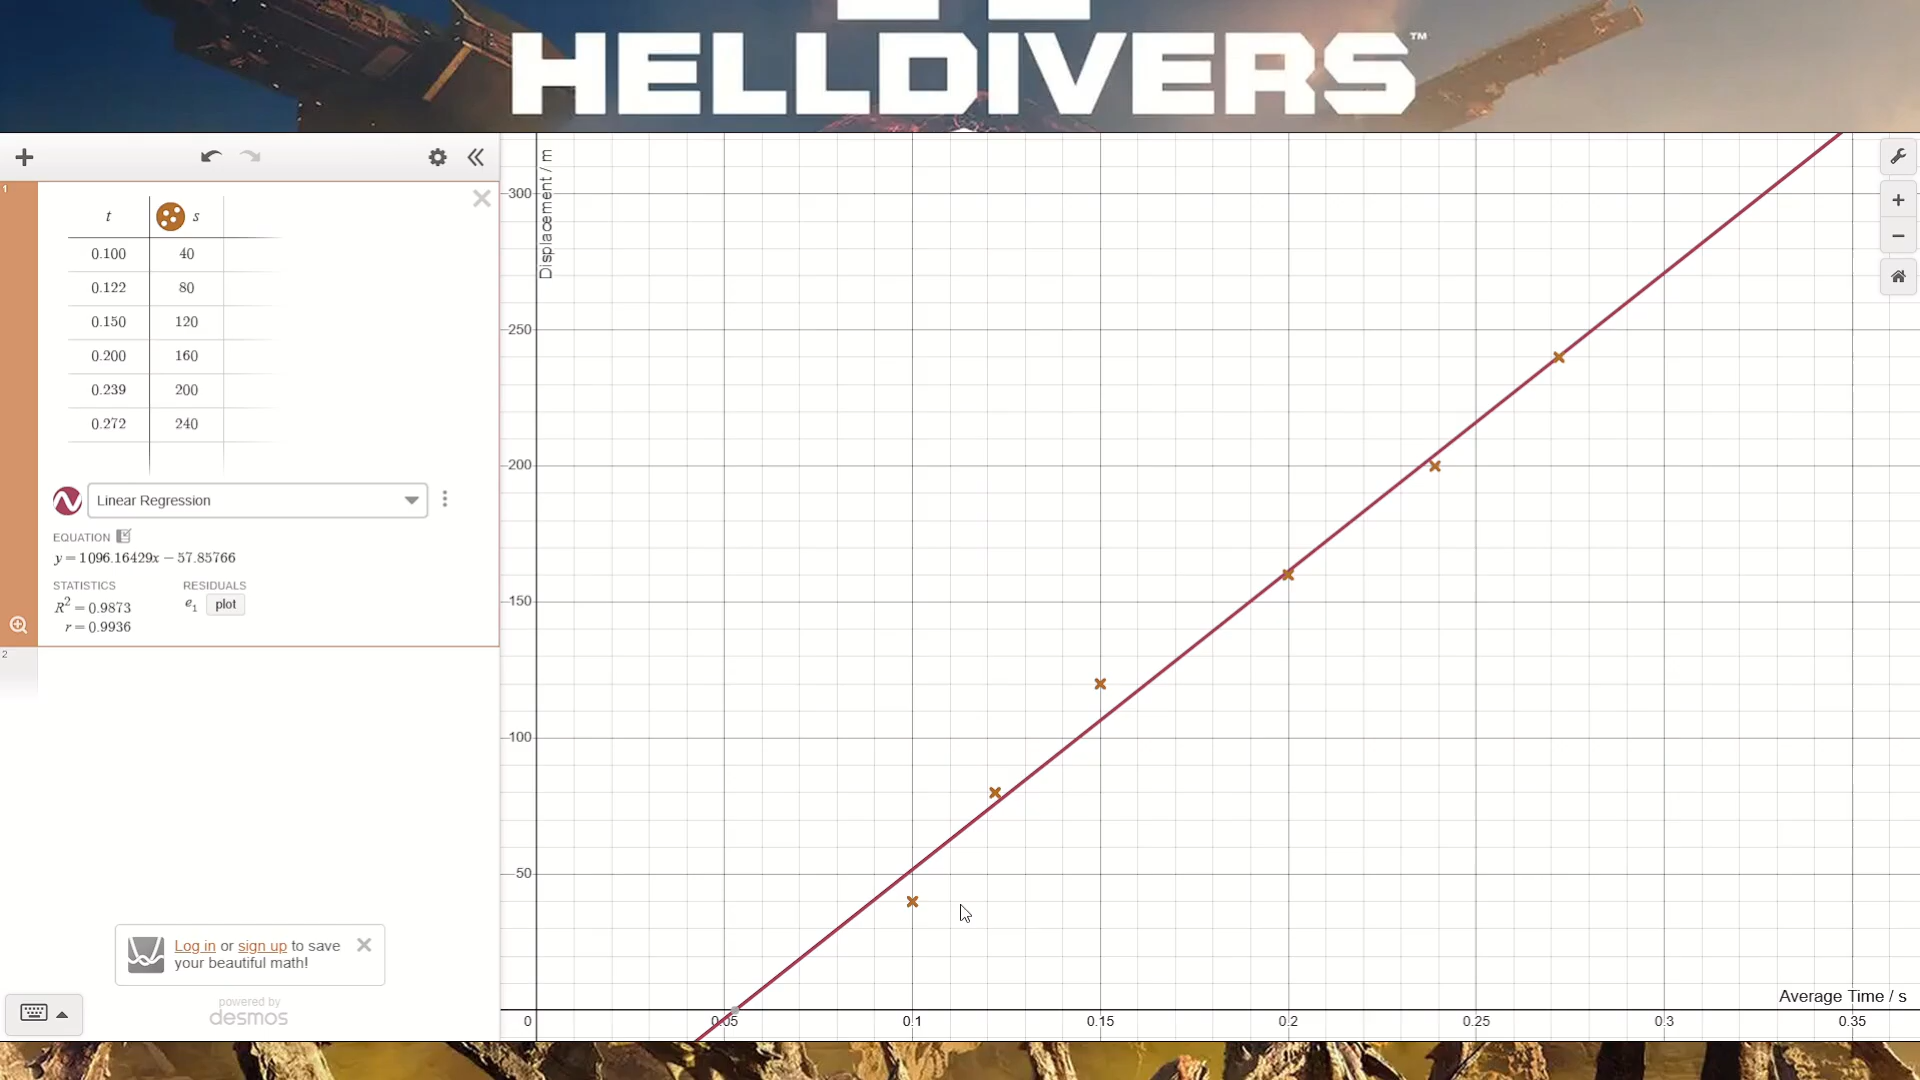 HELLDIVERS™
1
t s
0.100 40
0.122 80
0.150 120
0.200 160
0.239 200
0.272 240
Linear Regression
EQUATION
y = 1096.16429x − 57.85766
STATISTICS RESIDUALS
R² = 0.9873 e₁ plot
r = 0.9936
2
Log in or sign up to save
your beautiful math!
powered by
desmos
Displacement / m
300
250
200
150
100
50
Average Time / s
0 0.05 0.1 0.15 0.2 0.25 0.3 0.35